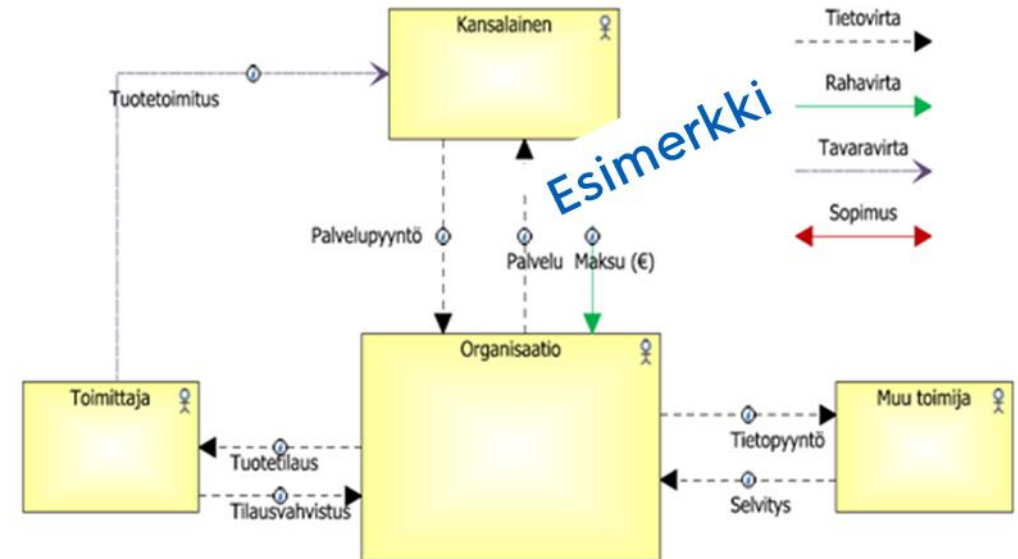 Kansalainen
Tietovirta
Rahavirta
Tuotetoimitus
Esimerkki
Tavaravirta
Sopimus
Palvelupyyntö
Palvelu
Maksu (€)
Organisaatio
Toimittaja
Muu toimija
Tuotetilaus
Tietopyyntö
Tilausvahvistus
Selvitys